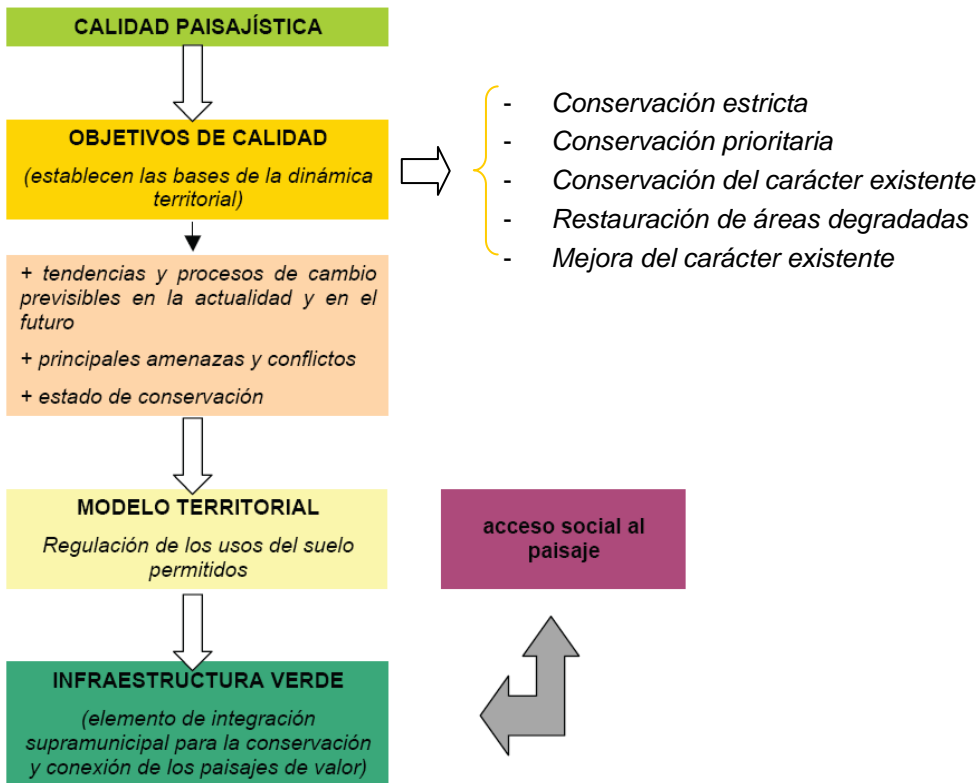 CALIDAD PAISAJÍSTICA
OBJETIVOS DE CALIDAD
(establecen las bases de la dinámica
territorial)
- Conservación estricta
- Conservación prioritaria
- Conservación del carácter existente
- Restauración de áreas degradadas
- Mejora del carácter existente
+ tendencias y procesos de cambio
previsibles en la actualidad y en el
futuro
+ principales amenazas y conflictos
+ estado de conservación
MODELO TERRITORIAL
Regulación de los usos del suelo
permitidos
acceso social al
paisaje
INFRAESTRUCTURA VERDE
(elemento de integración
supramunicipal para la conservación
y conexión de los paisajes de valor)